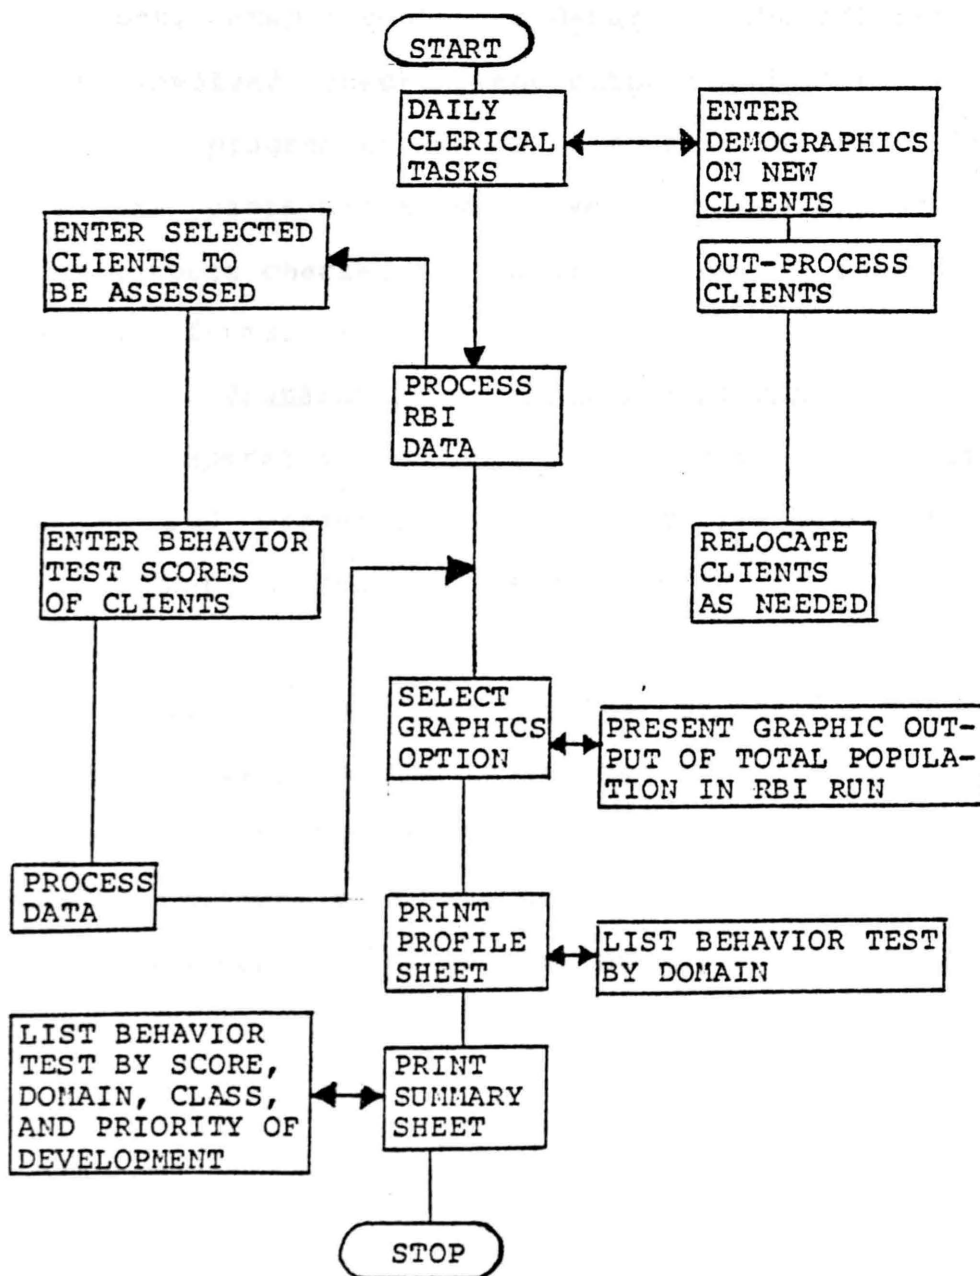 START
DAILY
CLERICAL
TASKS
ENTER
DEMOGRAPHICS
ON NEW
CLIENTS
ENTER SELECTED
CLIENTS TO
BE ASSESSED
OUT-PROCESS
CLIENTS
PROCESS
RBI
DATA
ENTER BEHAVIOR
TEST SCORES
OF CLIENTS
RELOCATE
CLIENTS
AS NEEDED
SELECT
GRAPHICS
OPTION
PRESENT GRAPHIC OUT-
PUT OF TOTAL POPULA-
TION IN RBI RUN
PROCESS
DATA
PRINT
PROFILE
SHEET
LIST BEHAVIOR TEST
BY DOMAIN
LIST BEHAVIOR
TEST BY SCORE,
DOMAIN, CLASS,
AND PRIORITY OF
DEVELOPMENT
PRINT
SUMMARY
SHEET
STOP